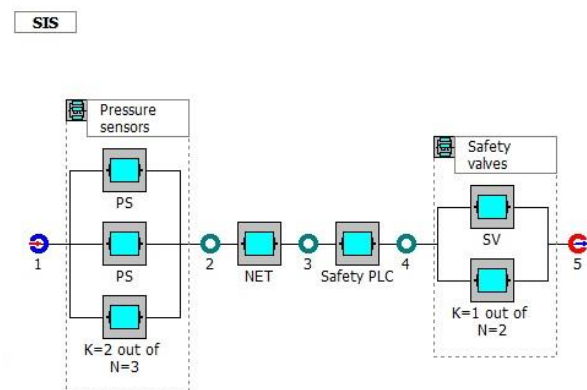 SIS
Pressure
sensors
Safety
valves
PS
SV
PS
NET
Safety PLC
1
2
3
4
5
K=2 out of
N=3
K=1 out of
N=2